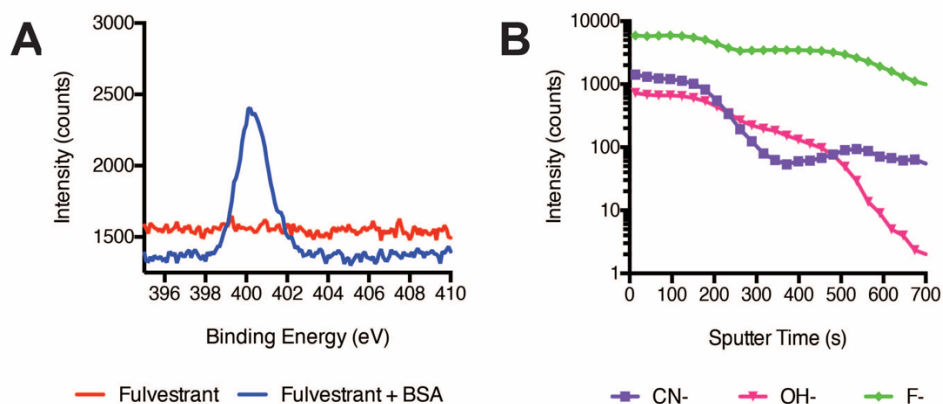 A
Intensity (counts)
3000
2500
2000
1500
396 398 400 402 404 406 408 410
Binding Energy (eV)
Fulvestrant Fulvestrant + BSA
B
Intensity (counts)
10000
1000
100
10
1
0 100 200 300 400 500 600 700
Sputter Time (s)
CN- OH- F-